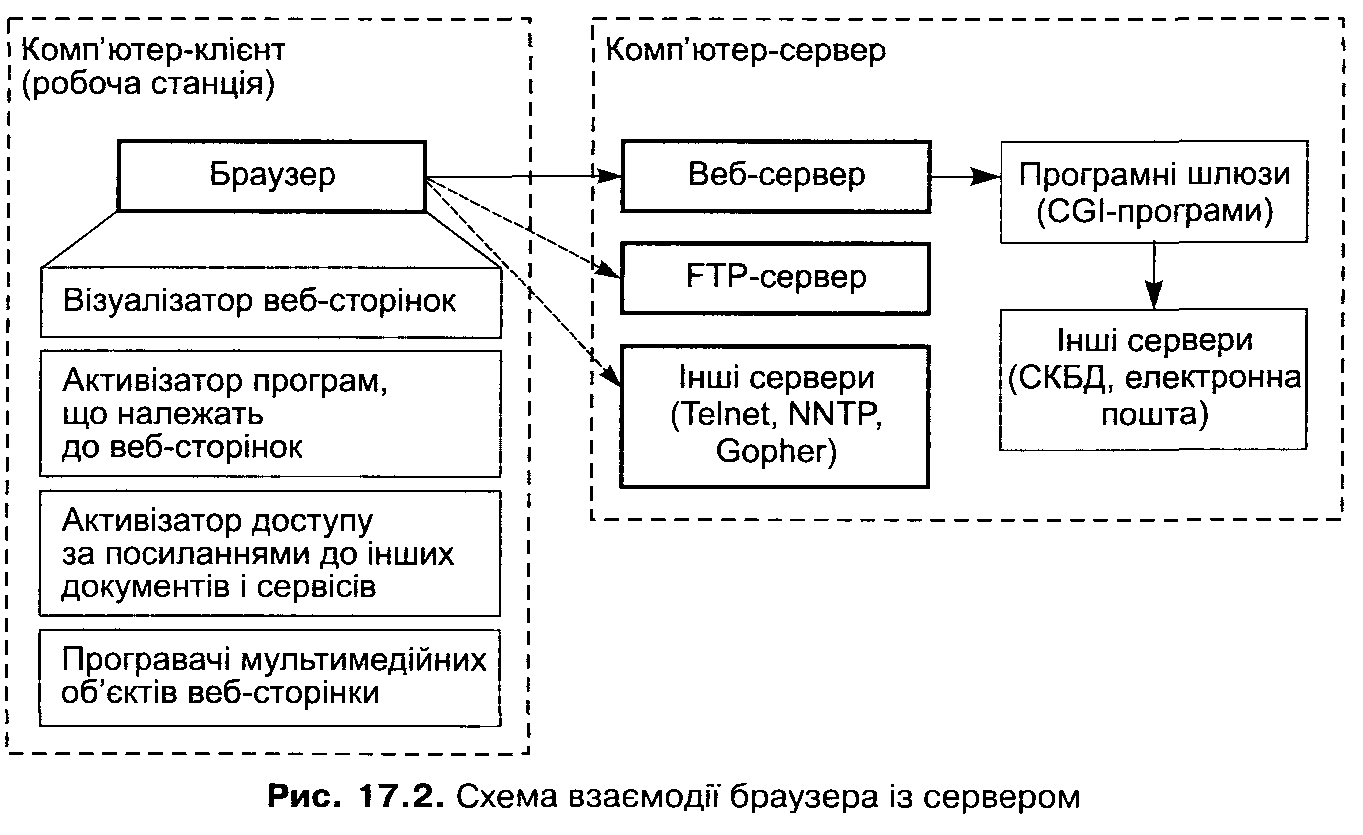 Комп’ютер-клієнт
(робоча станція)
Браузер
Візуалізатор веб-сторінок
Активізатор програм,
що належать
до веб-сторінок
Активізатор доступу
за посиланнями до інших
документів і сервісів
Програвачі мультимедійних
об’єктів веб-сторінки
Комп’ютер-сервер
Веб-сервер
FTP-сервер
Інші сервери
(Telnet, NNTP,
Gopher)
Програмні шлюзи
(CGI-програми)
Інші сервери
(СКБД, електронна
пошта)
Рис. 17.2. Схема взаємодії браузера із сервером